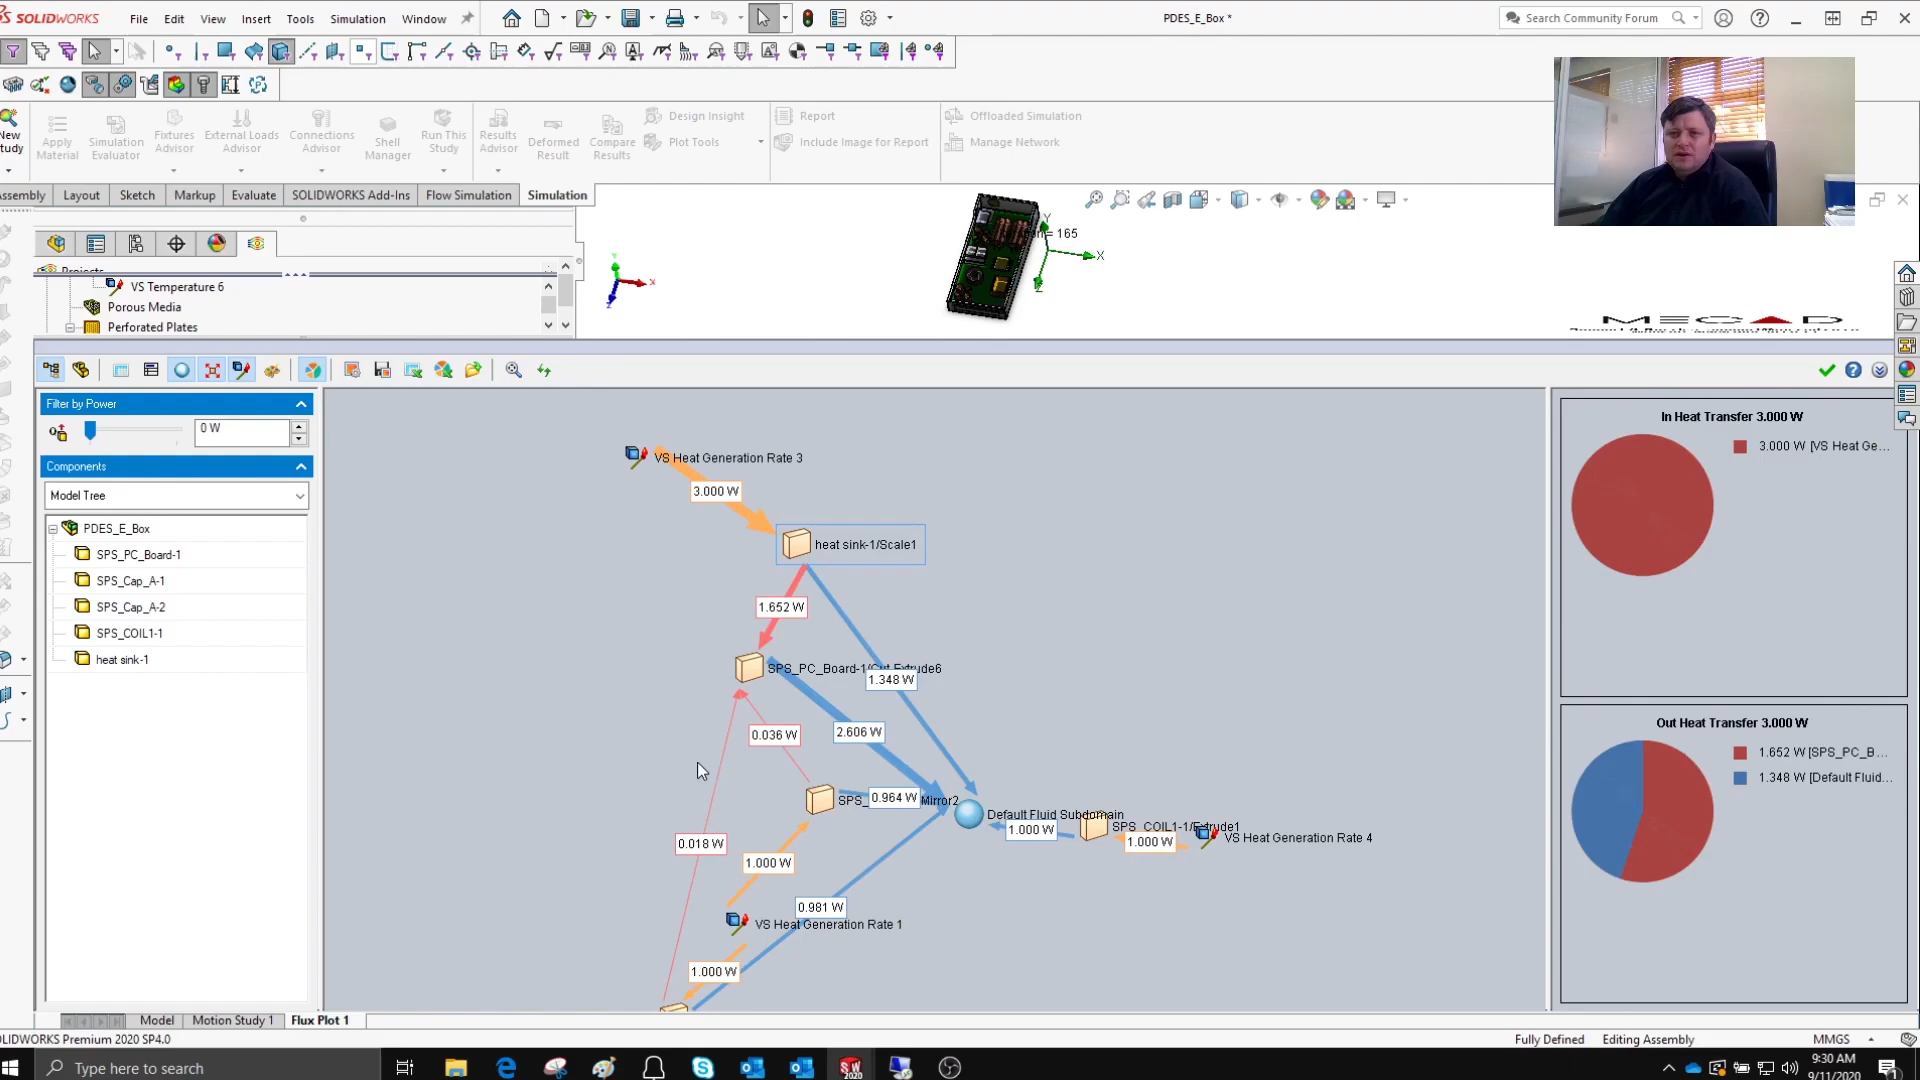 SOLIDWORKS
File Edit View Insert Tools Simulation Window
PDES_E_Box *
Search Community Forum
New
Study
Apply
Material
Simulation
Evaluator
Fixtures
Advisor
External Loads
Advisor
Connections
Advisor
Shell
Manager
Run This
Study
Results
Advisor
Deformed
Result
Compare
Results
Design Insight
Plot Tools
Report
Include Image for Report
Offloaded Simulation
Manage Network
Assembly Layout Sketch Markup Evaluate SOLIDWORKS Add-Ins Flow Simulation Simulation
Projects
VS Temperature 6
Porous Media
Perforated Plates
Y
= 165
X
Z
X
Z
MECAD
Filter by Power
0 W
Components
Model Tree
PDES_E_Box
SPS_PC_Board-1
SPS_Cap_A-1
SPS_Cap_A-2
SPS_COIL1-1
heat sink-1
VS Heat Generation Rate 3
3.000 W
heat sink-1/Scale1
1.652 W
SPS_PC_Board-1/Cut-Extrude6
1.348 W
0.036 W
2.606 W
SPS_
0.964 W
Mirror2
Default Fluid Subdomain
1.000 W
SPS_COIL1-1/Extrude1
1.000 W
VS Heat Generation Rate 4
0.018 W
1.000 W
0.981 W
VS Heat Generation Rate 1
1.000 W
In Heat Transfer 3.000 W
3.000 W [VS Heat Ge...
Out Heat Transfer 3.000 W
1.652 W [SPS_PC_B...
1.348 W [Default Fluid...
Model Motion Study 1 Flux Plot 1
SOLIDWORKS Premium 2020 SP4.0
Fully Defined Editing Assembly MMGS
Type here to search
SW
2020
9:30 AM
9/11/2020
1